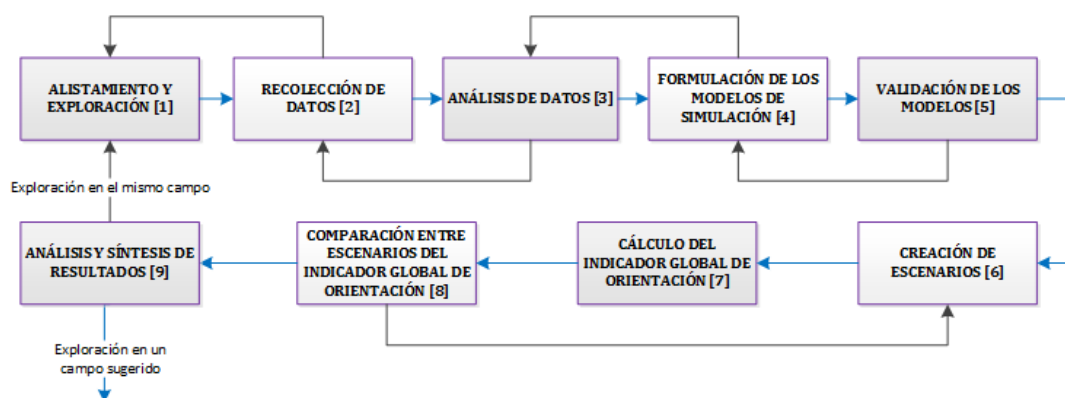 ALISTAMIENTO Y
EXPLORACIÓN [1]
RECOLECCIÓN DE
DATOS [2]
ANÁLISIS DE DATOS [3]
FORMULACIÓN DE LOS
MODELOS DE
SIMULACIÓN [4]
VALIDACIÓN DE LOS
MODELOS [5]
Exploración en el mismo campo
ANÁLISIS Y SÍNTESIS DE
RESULTADOS [9]
COMPARACIÓN ENTRE
ESCENARIOS DEL
INDICADOR GLOBAL DE
ORIENTACIÓN [8]
CÁLCULO DEL
INDICADOR GLOBAL DE
ORIENTACIÓN [7]
CREACIÓN DE
ESCENARIOS [6]
Exploración en un
campo sugerido